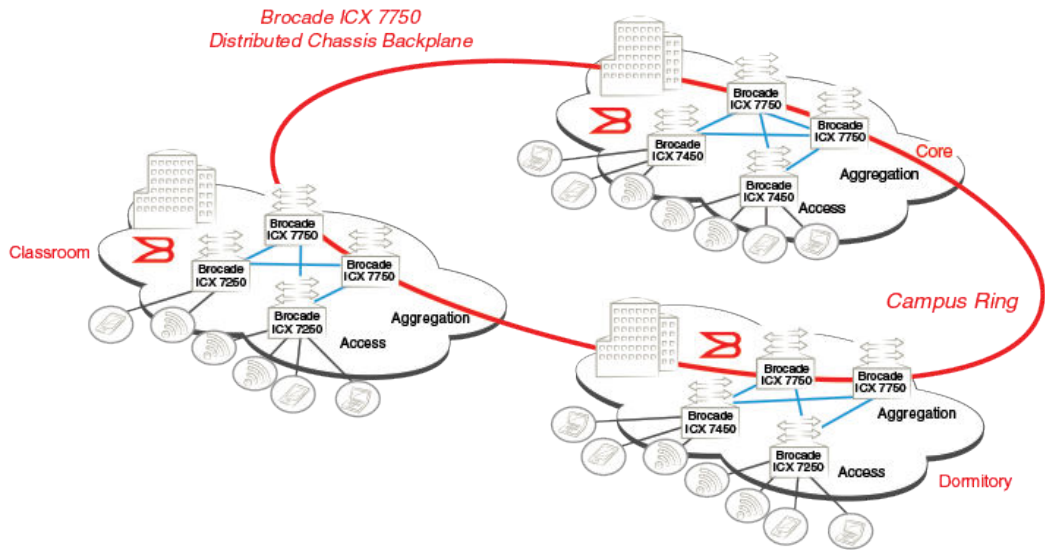 Brocade ICX 7750
Distributed Chassis Backplane
Brocade
ICX 7750
Brocade
ICX 7750
Brocade
ICX 7450
Core
Aggregation
Brocade
ICX 7450
Access
Classroom
Brocade
ICX 7750
Brocade
ICX 7250
Brocade
ICX 7750
Brocade
ICX 7250
Aggregation
Access
Campus Ring
Brocade
ICX 7750
Brocade
ICX 7750
Brocade
ICX 7450
Aggregation
Brocade
ICX 7250
Access
Dormitory